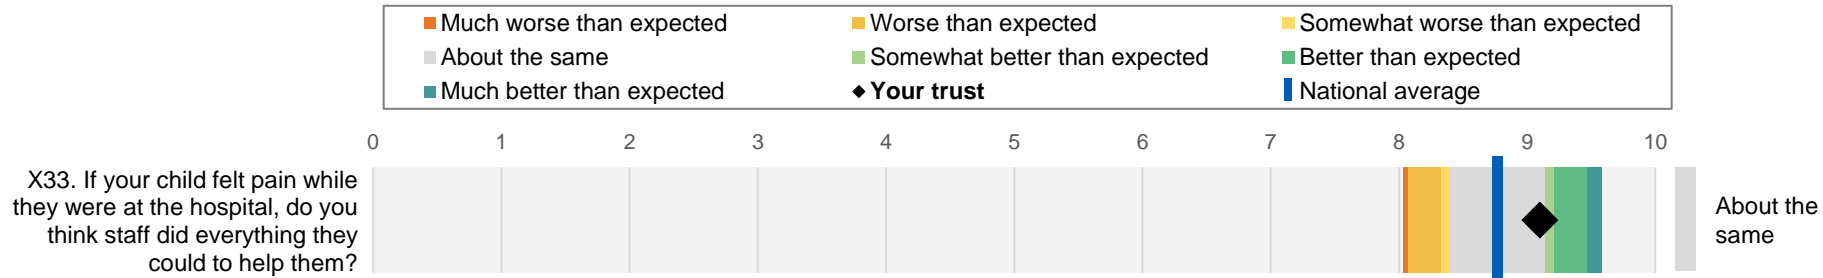 Much worse than expected
Worse than expected
Somewhat worse than expected
About the same
Somewhat better than expected
Better than expected
Much better than expected
Your trust
National average
0 1 2 3 4 5 6 7 8 9 10
X33. If your child felt pain while
they were at the hospital, do you
think staff did everything they
could to help them?
About the
same